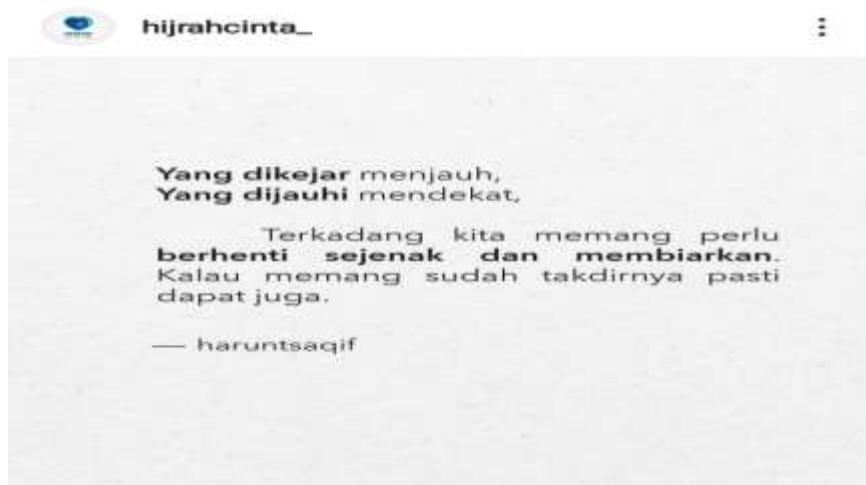 hijrahcinta_
Yang dikejar menjauh,
Yang dijauhi mendekat,
Terkadang kita memang perlu
berhenti sejenak dan membiarkan.
Kalau memang sudah takdirnya pasti
dapat juga.
— haruntsaqif